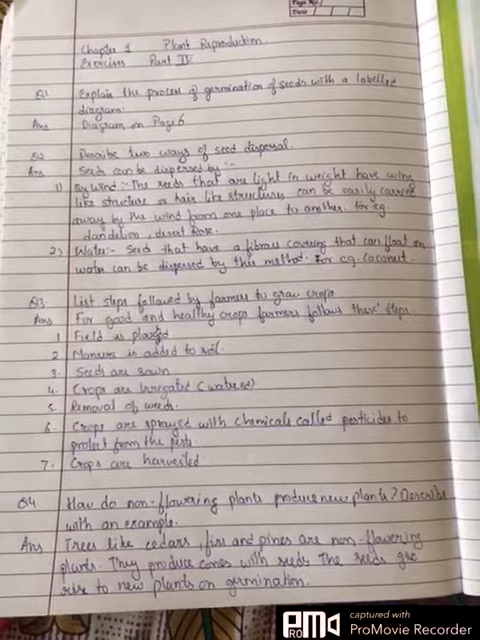 Page No.
Date
Chapter 1 Plant Reproduction
Exercises Part IV
Q1 Explain the process of germination of seeds with a labelled
diagram.
Ans Diagram on Page 6
Q2 Describe two ways of seed dispersal.
Ans Seeds can be dispersed by :-
1) By wind :- The seeds that are light in weight have wing
like structure or hair like structures, can be easily carried
away by the wind from one place to another. for eg.
dandelion, desert rose.
2) Water:- Seeds that have a fibrous covering that can float on
water can be dispersed by this method. For eg. coconut.
Q3 List steps followed by farmers to grow crops
Ans For good and healthy crops farmers follow these steps.
1 Field is
2 Manure is added to soil.
3. Seeds are sown
4. Crops are Irrigated (watered)
5. Removal of weeds.
6. Crops are sprayed with chemicals called pesticides to
protect from the pests
7. Crops are harvested
Q4 How do non-flowering plants produce new plants? Describe
with an example.
Ans Trees like cedars, firs and pines are non-flowering
plants. They produce cones with seeds The seeds give
rise to new plants on germination.
PRO
captured with
ProMovie Recorder